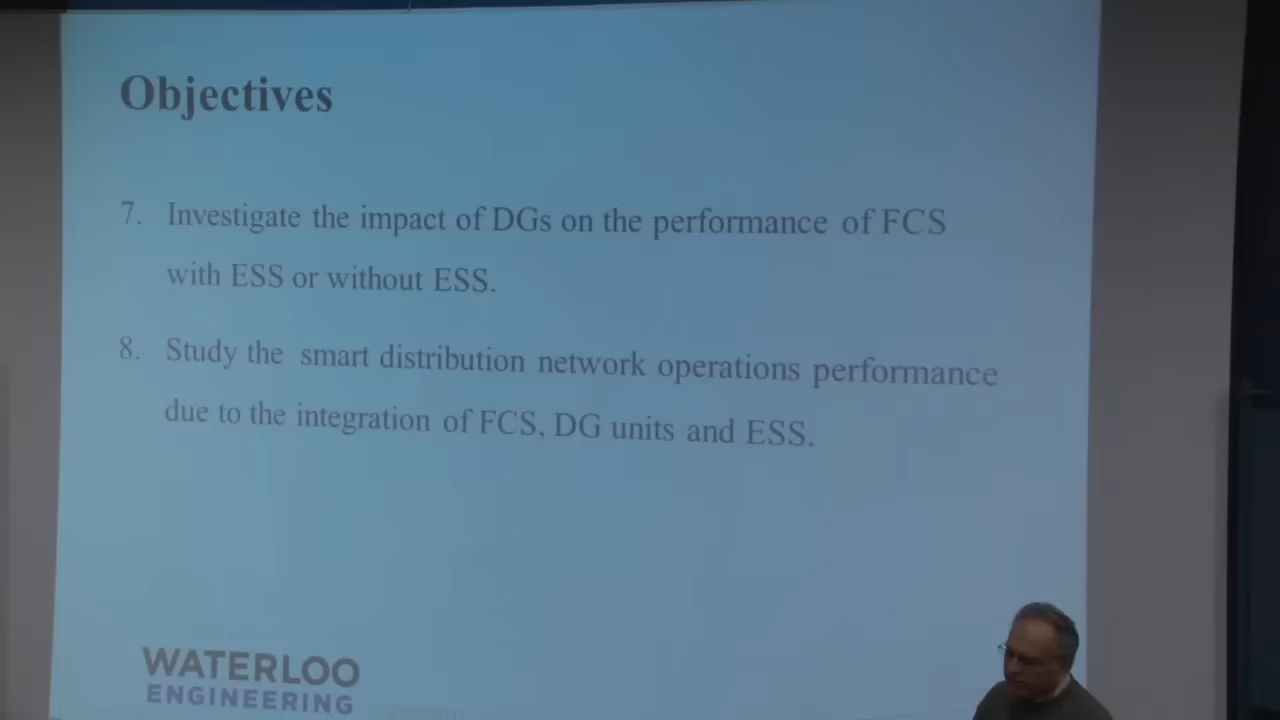 Objectives
7. Investigate the impact of DGs on the performance of FCS
with ESS or without ESS.
8. Study the smart distribution network operations performance
due to the integration of FCS, DG units and ESS.
WATERLOO
ENGINEERING